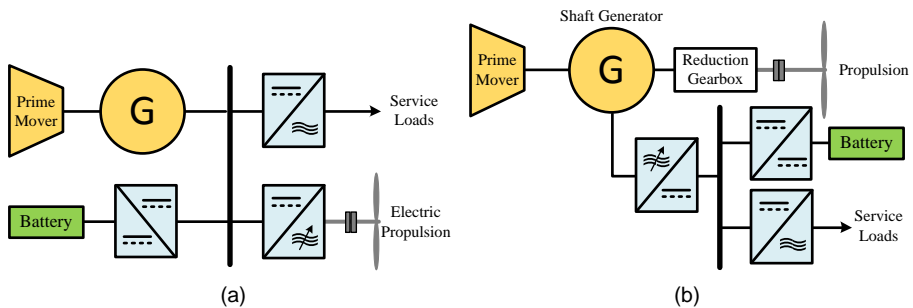 (a)
Prime
Mover
G
Service
Loads
Battery
Electric
Propulsion
(b)
Shaft Generator
Prime
Mover
G
Reduction
Gearbox
Propulsion
Battery
Service
Loads
(a)
(b)